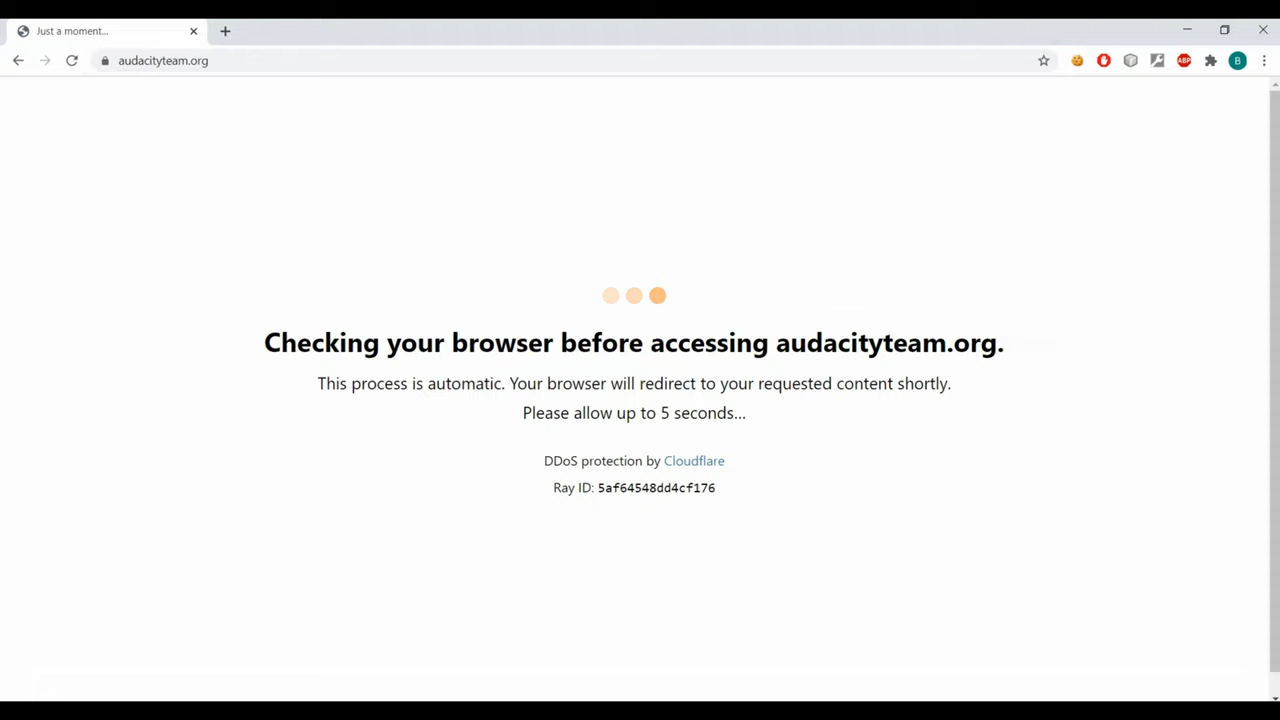 Just a moment...
audacityteam.org
ABP
B
Checking your browser before accessing audacityteam.org.
This process is automatic. Your browser will redirect to your requested content shortly.
Please allow up to 5 seconds...
DDoS protection by Cloudflare
Ray ID: 5af64548dd4cf176